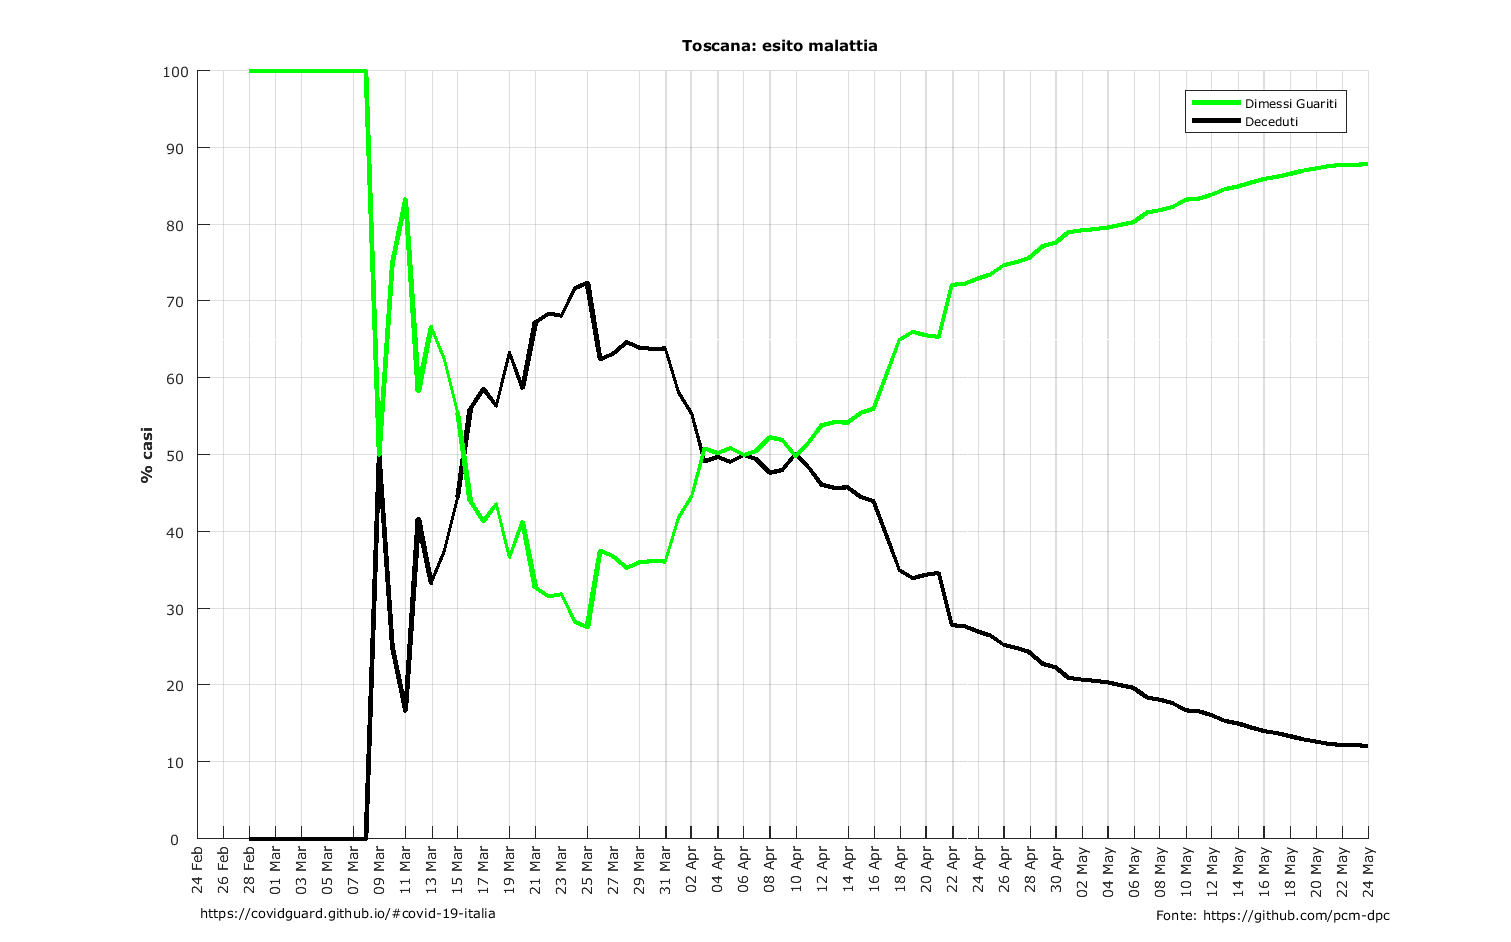 Toscana: esito malattia
Dimessi Guariti
Deceduti
% casi
100
90
80
70
60
50
40
30
20
10
0
24 Feb
26 Feb
28 Feb
01 Mar
03 Mar
05 Mar
07 Mar
09 Mar
11 Mar
13 Mar
15 Mar
17 Mar
19 Mar
21 Mar
23 Mar
25 Mar
27 Mar
29 Mar
31 Mar
02 Apr
04 Apr
06 Apr
08 Apr
10 Apr
12 Apr
14 Apr
16 Apr
18 Apr
20 Apr
22 Apr
24 Apr
26 Apr
28 Apr
30 Apr
02 May
04 May
06 May
08 May
10 May
12 May
14 May
16 May
18 May
20 May
22 May
24 May
https://covidguard.github.io/#covid-19-italia
Fonte: https://github.com/pcm-dpc